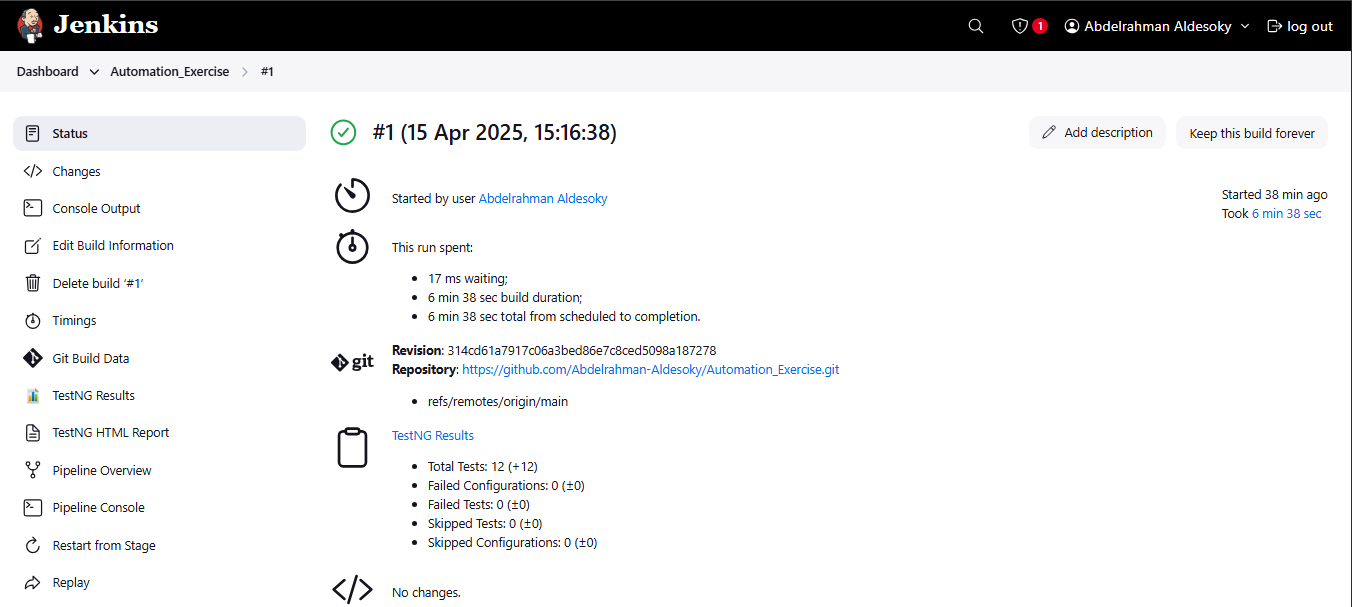 Jenkins
1
Abdelrahman Aldesoky
log out
Dashboard
Automation_Exercise
#1
Status
Changes
Console Output
Edit Build Information
Delete build ‘#1’
Timings
Git Build Data
TestNG Results
TestNG HTML Report
Pipeline Overview
Pipeline Console
Restart from Stage
Replay
#1 (15 Apr 2025, 15:16:38)
Add description
Keep this build forever
Started by user Abdelrahman Aldesoky
Started 38 min ago
Took 6 min 38 sec
This run spent:
17 ms waiting;
6 min 38 sec build duration;
6 min 38 sec total from scheduled to completion.
git
Revision: 314cd61a7917c06a3bed86e7c8ced5098a187278
Repository: https://github.com/Abdelrahman-Aldesoky/Automation_Exercise.git
refs/remotes/origin/main
TestNG Results
Total Tests: 12 (+12)
Failed Configurations: 0 (±0)
Failed Tests: 0 (±0)
Skipped Tests: 0 (±0)
Skipped Configurations: 0 (±0)
No changes.